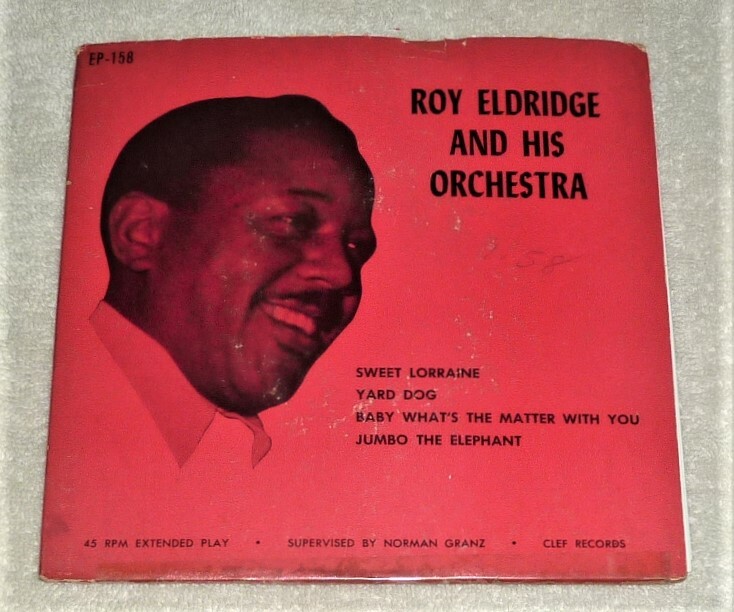 EP-158
ROY ELDRIDGE
AND HIS
ORCHESTRA
SWEET LORRAINE
YARD DOG
BABY WHAT'S THE MATTER WITH YOU
JUMBO THE ELEPHANT
45 RPM EXTENDED PLAY • SUPERVISED BY NORMAN GRANZ • CLEF RECORDS